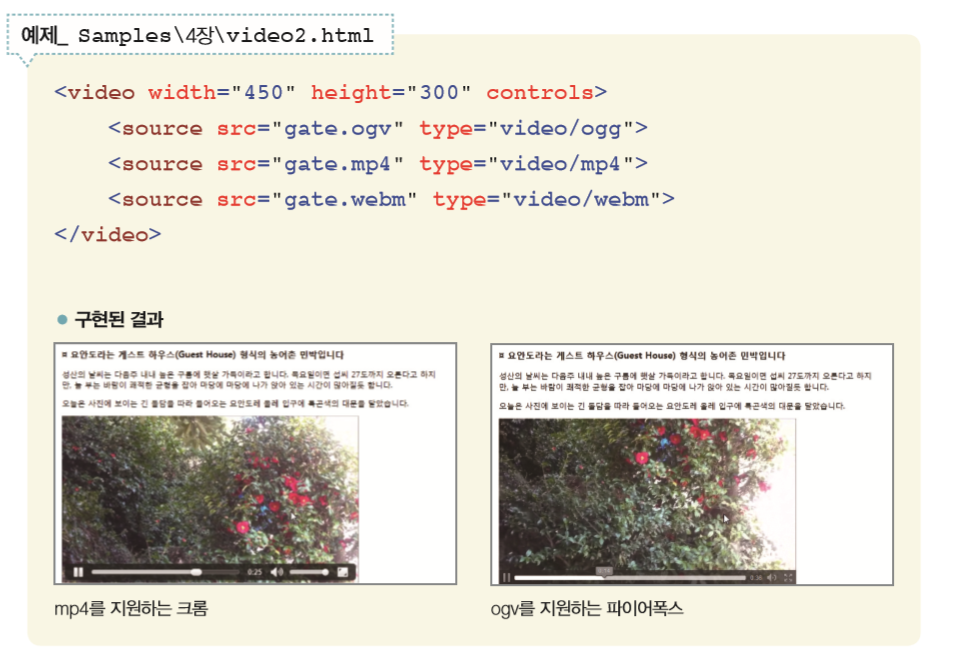 예제_ Samples\4장\video2.html
<video width="450" height="300" controls>
<source src="gate.ogv" type="video/ogg">
<source src="gate.mp4" type="video/mp4">
<source src="gate.webm" type="video/webm">
</video>
● 구현된 결과
¤ 요안도라는 게스트 하우스(Guest House) 형식의 농어촌 민박입니다
성산의 날씨는 다음주 내내 높은 구름에 햇살 가득이라고 합니다. 목요일이면 섭씨 27도까지 오른다고 하지
만, 늘 부는 바람이 쾌적한 균형을 잡아 마당에 마당에 나가 앉아 있는 시간이 많아질듯 합니다.
오늘은 사진에 보이는 긴 돌담을 따라 들어오는 요안도레 올레 입구에 록곤색의 대문을 달았습니다.
0:25
mp4를 지원하는 크롬
¤ 요안도라는 게스트 하우스(Guest House) 형식의 농어촌 민박입니다
성산의 날씨는 다음주 내내 높은 구름에 햇살 가득이라고 합니다. 목요일이면 섭씨 27도까지 오른다고 하지
만, 늘 부는 바람이 쾌적한 균형을 잡아 마당에 마당에 나가 앉아 있는 시간이 많아질듯 합니다.
오늘은 사진에 보이는 긴 돌담을 따라 들어오는 요안도레 올레 입구에 록곤색의 대문을 달았습니다.
ogv를 지원하는 파이어폭스